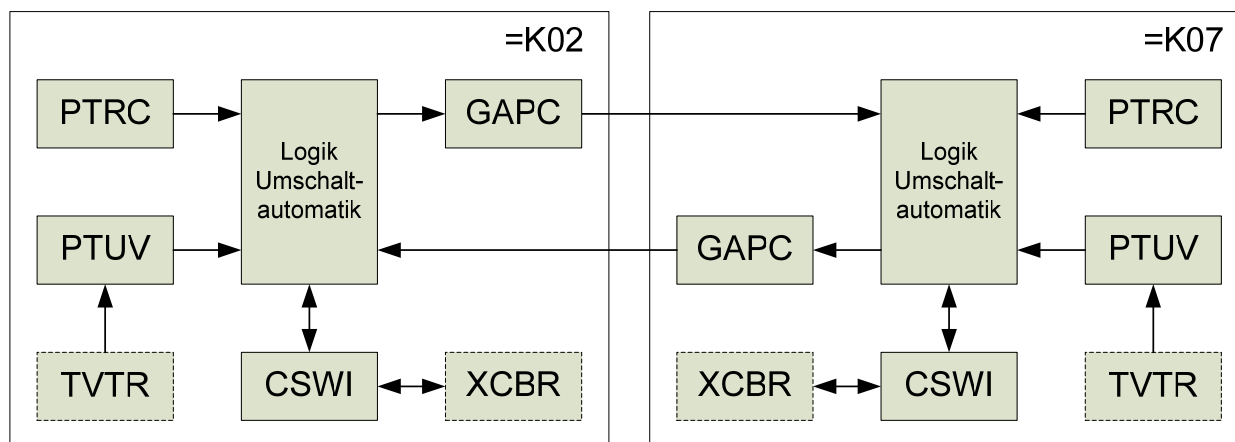 =K02
PTRC
Logik
Umschalt-
automatik
GAPC
PTUV
TVTR
CSWI
XCBR
=K07
Logik
Umschalt-
automatik
PTRC
GAPC
PTUV
XCBR
CSWI
TVTR